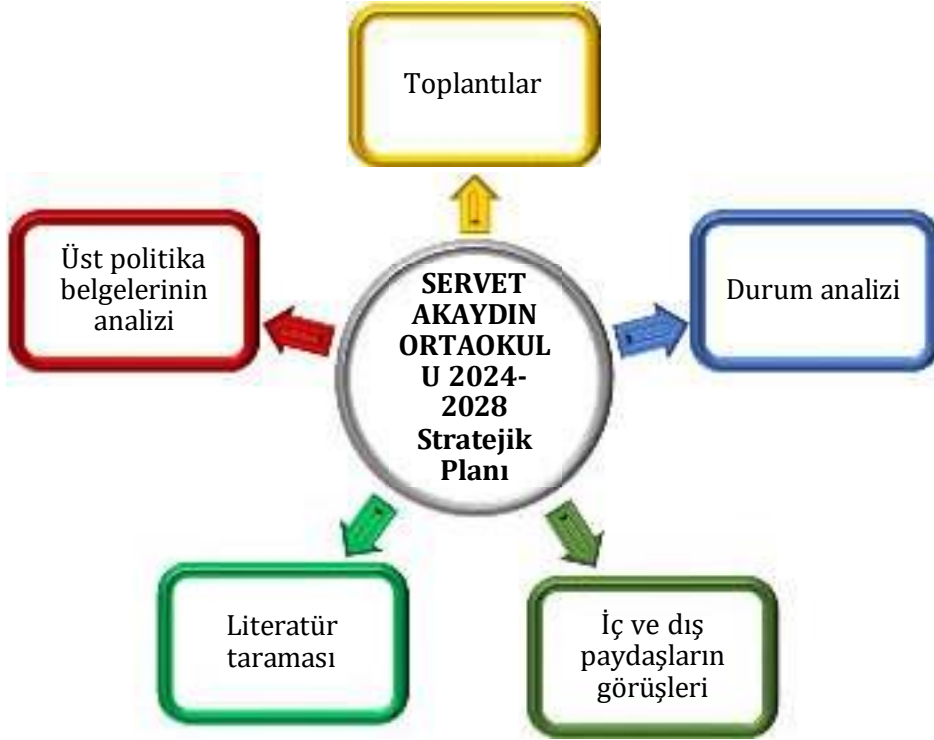 Toplantılar
Üst politika
belgelerinin
analizi
SERVET
AKAYDIN
ORTAOKUL
U 2024-
2028
Stratejik
Planı
Durum analizi
Literatür
taraması
İç ve dış
paydaşların
görüşleri